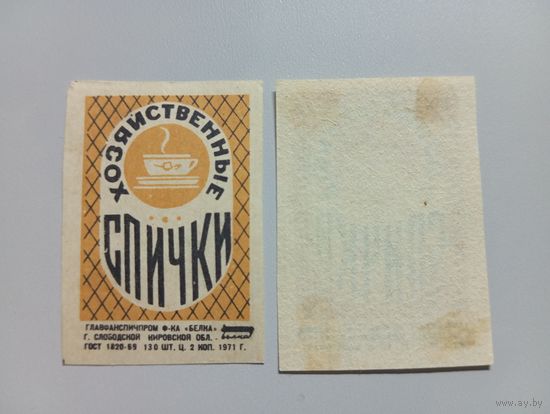 ХОЗЯЙСТВЕННЫЕ
СПИЧКИ
ГЛАВФАНСПИЧПРОМ Ф-КА «БЕЛКА»
Г. СЛОБОДСКОЙ КИРОВСКОЙ ОБЛ. - белка
ГОСТ 1820-69 130 ШТ. Ц. 2 КОП. 1971 Г.
www.ay.by